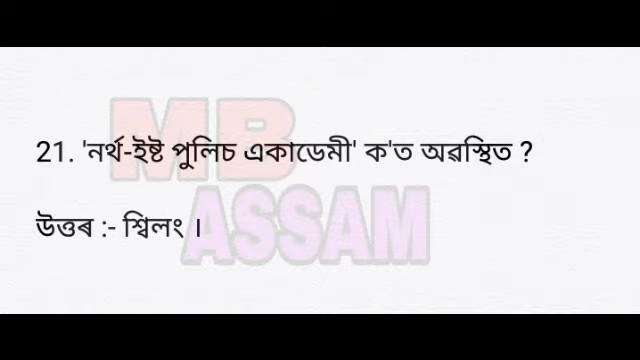 MB
ASSAM
21. 'নৰ্থ-ইষ্ট পুলিচ একাডেমী' ক'ত অৱস্থিত ?
উত্তৰ :- শ্বিলং ।